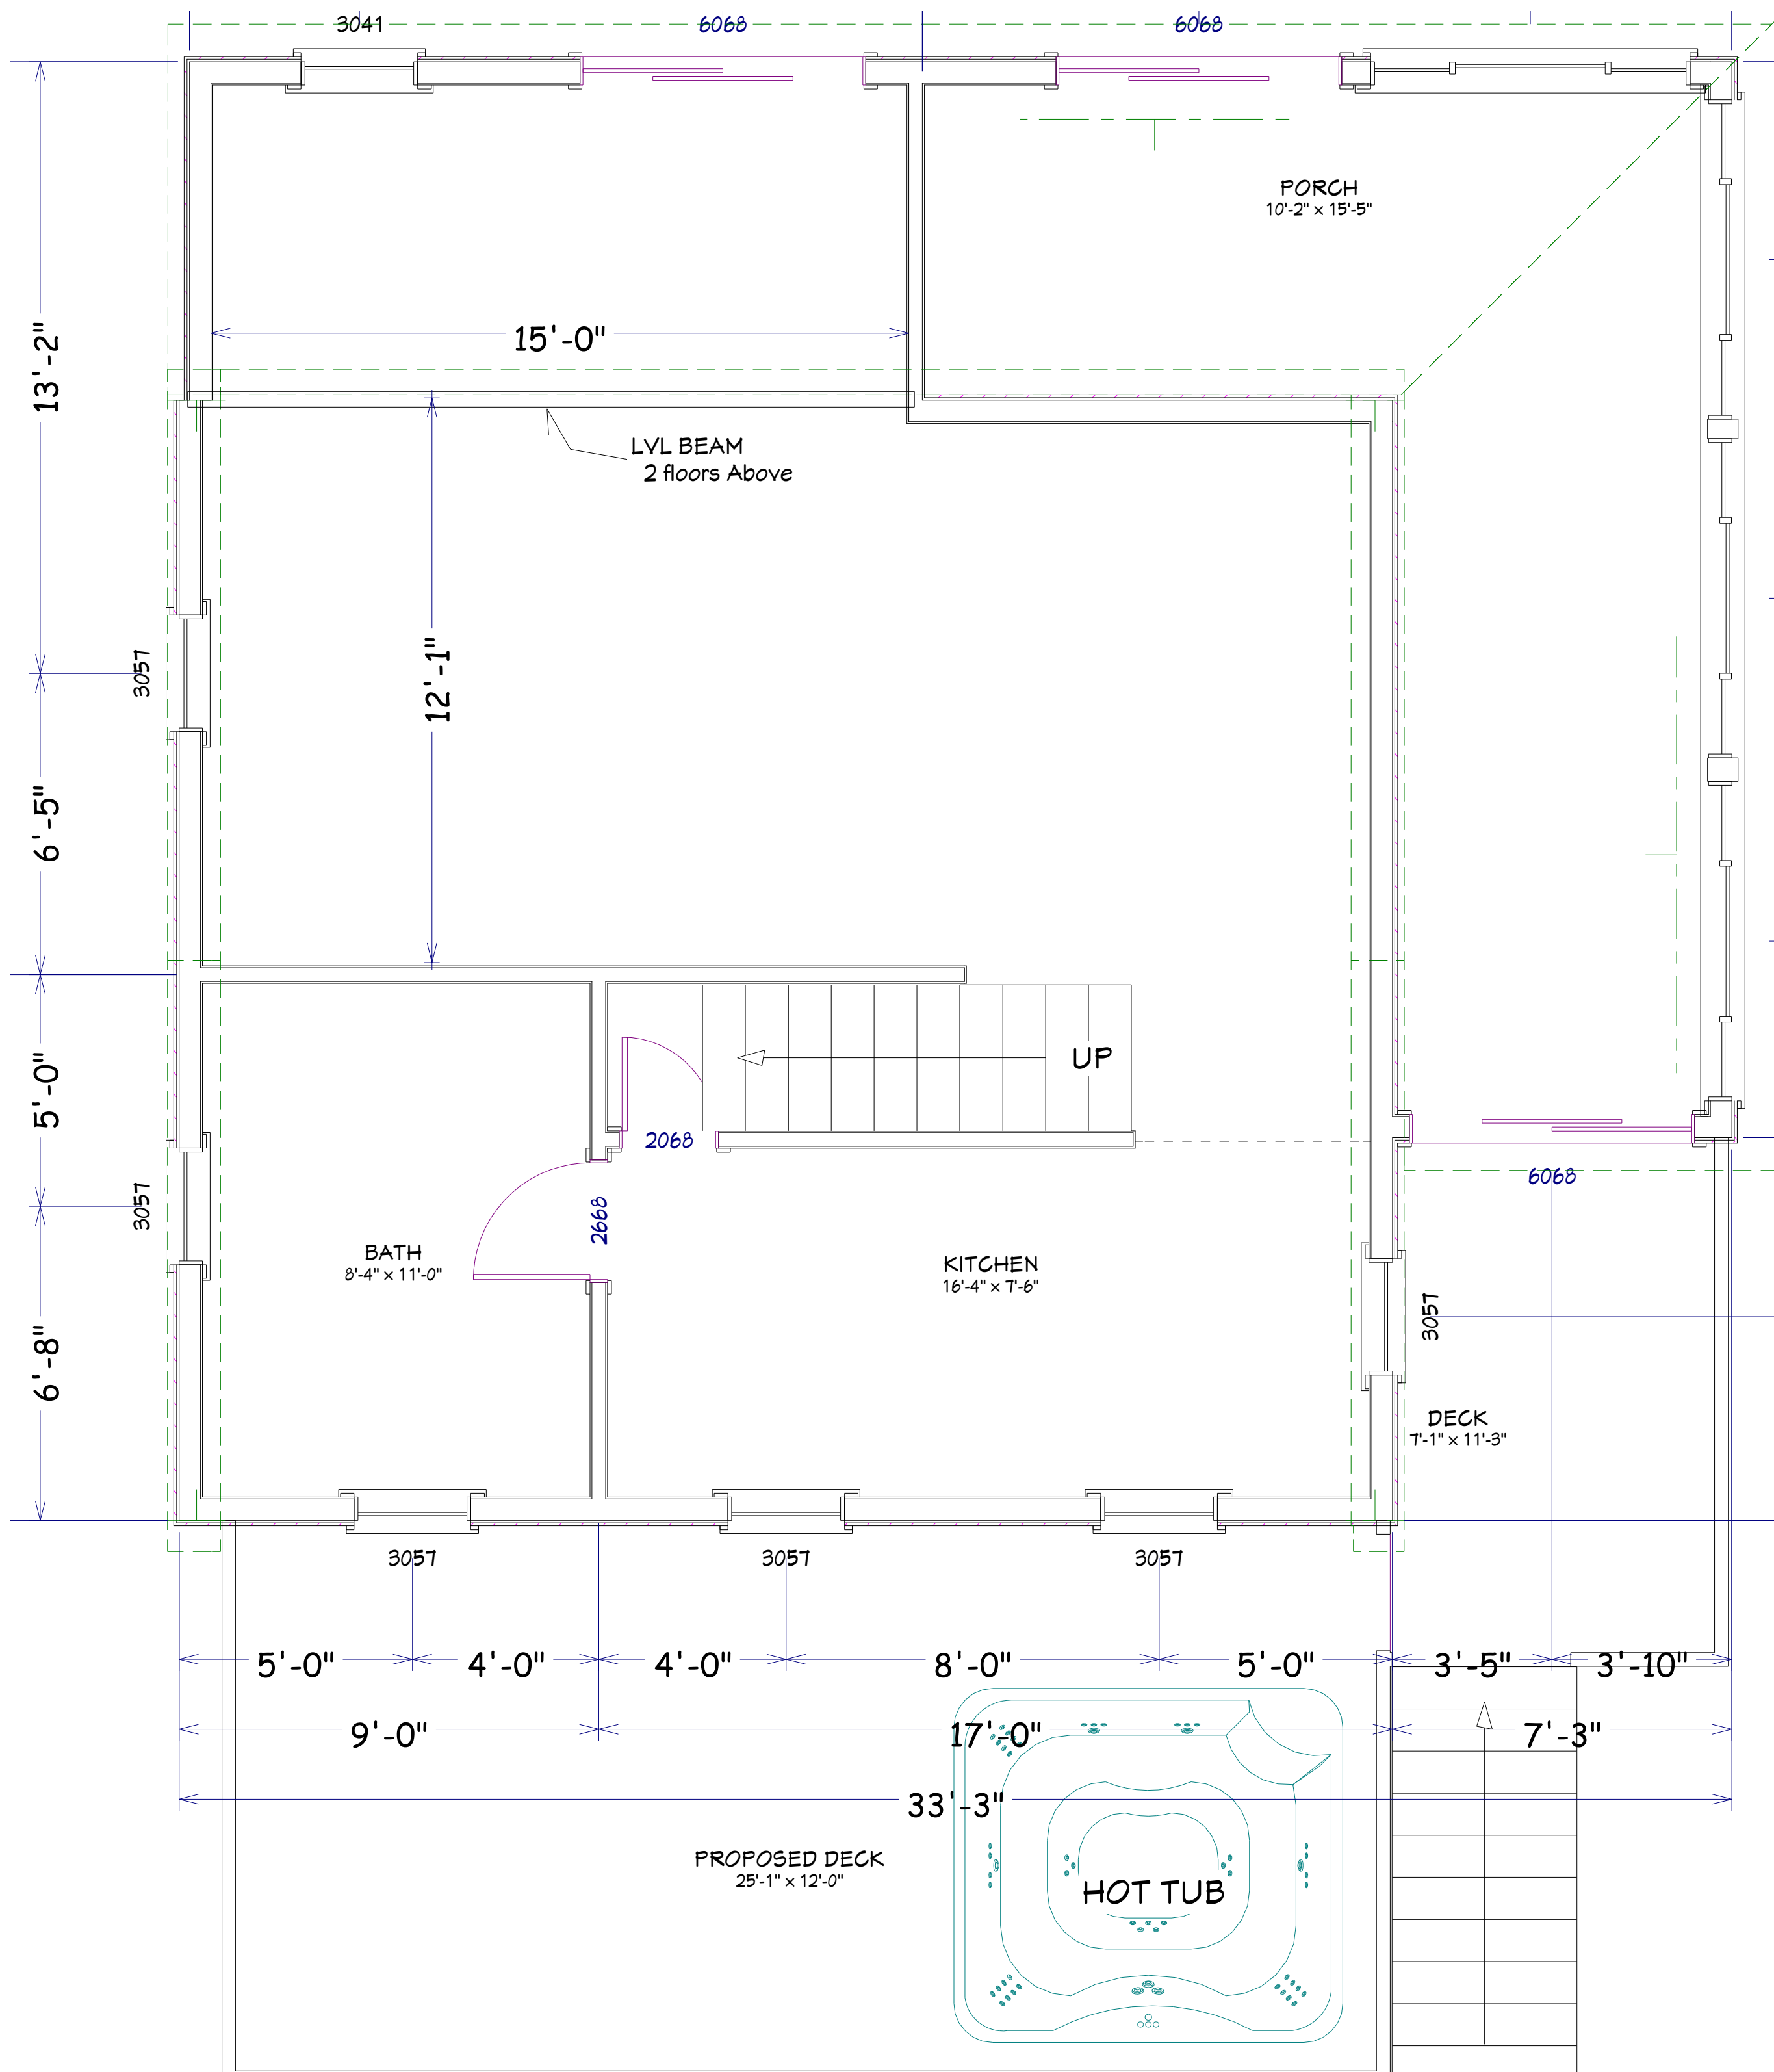 3041
6068
6068
PORCH
10'-2" × 15'-5"
13'-2"
15'-0"
LVL BEAM
2 floors Above
3057
12'-1"
6'-5"
5'-0"
UP
2068
6068
3057
2668
BATH
8'-4" × 11'-0"
KITCHEN
16'-4" × 7'-6"
3057
6'-8"
DECK
7'-1" × 11'-3"
3057
3057
3057
5'-0"
4'-0"
4'-0"
8'-0"
5'-0"
3'-5"
3'-10"
9'-0"
17'-0"
7'-3"
33'-3"
PROPOSED DECK
25'-1" × 12'-0"
HOT TUB